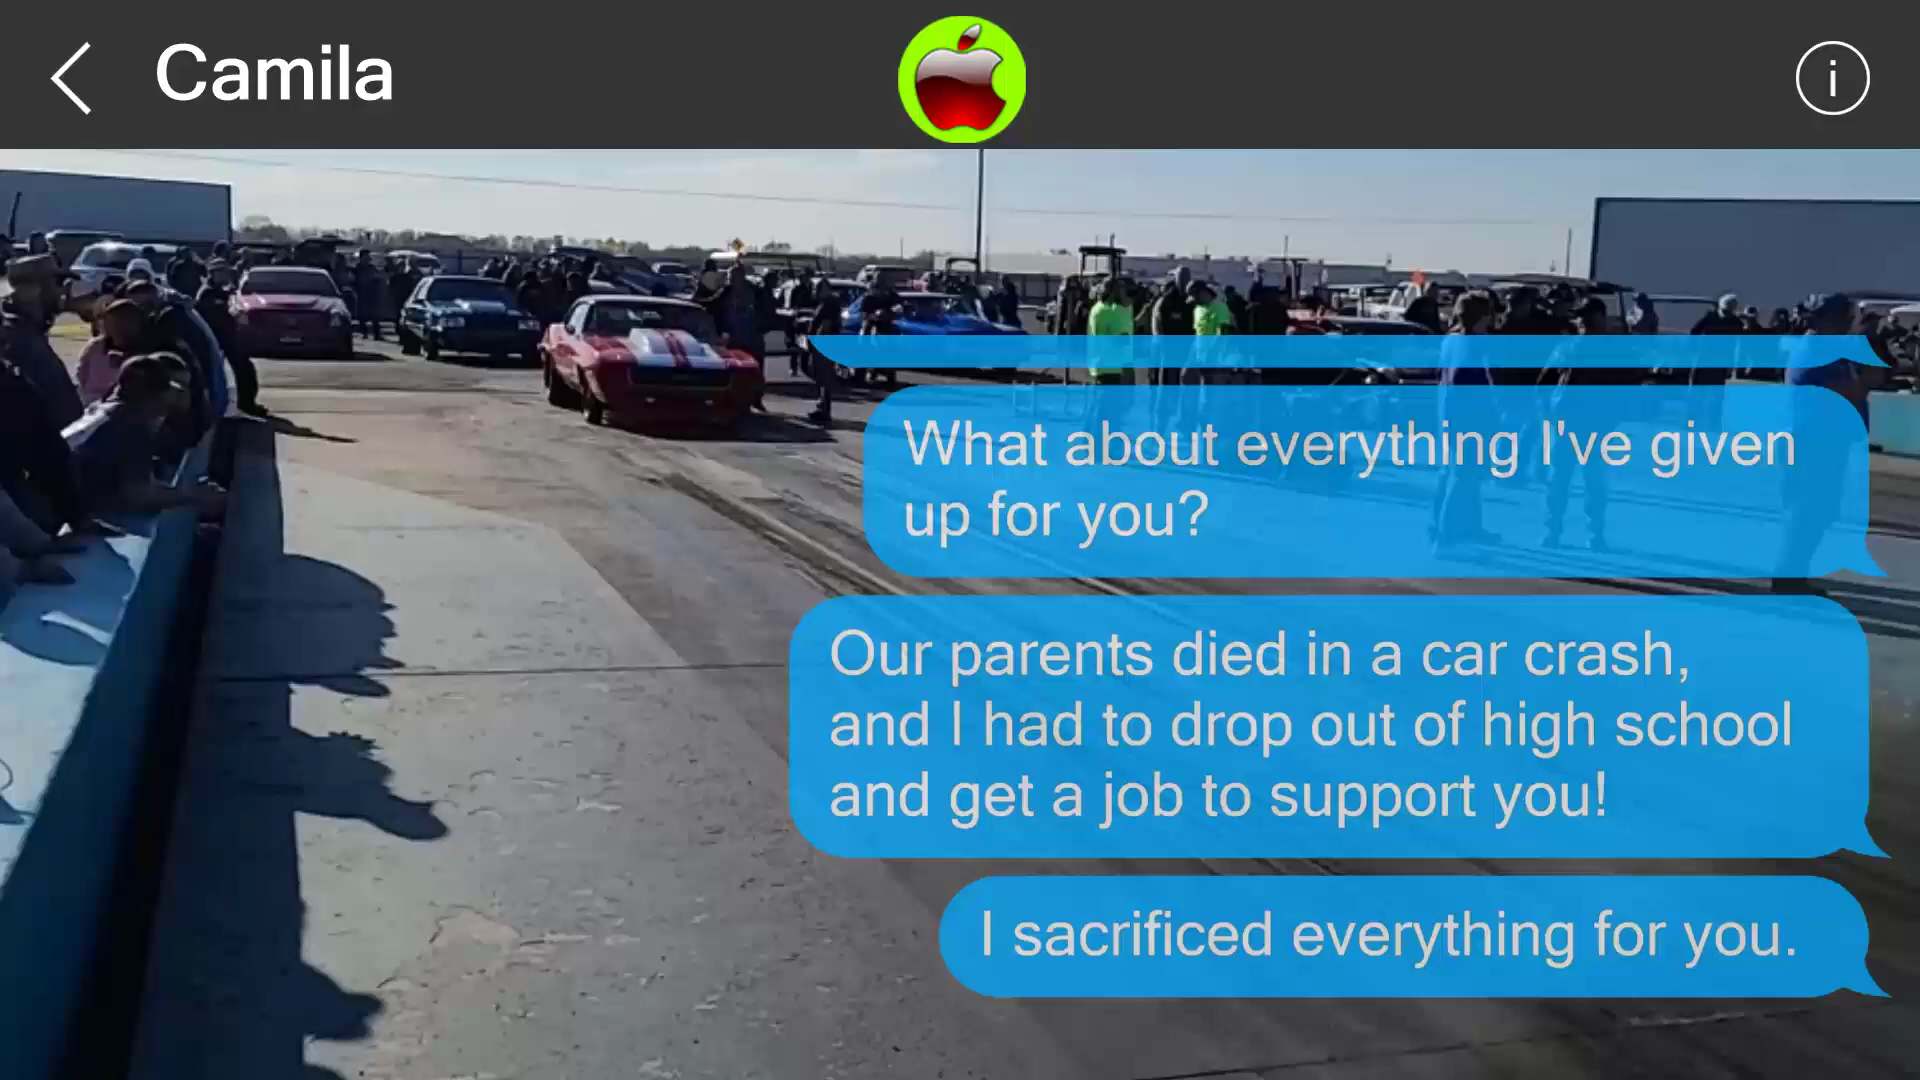 Camila
i
What about everything I've given
up for you?
Our parents died in a car crash,
and I had to drop out of high school
and get a job to support you!
I sacrificed everything for you.